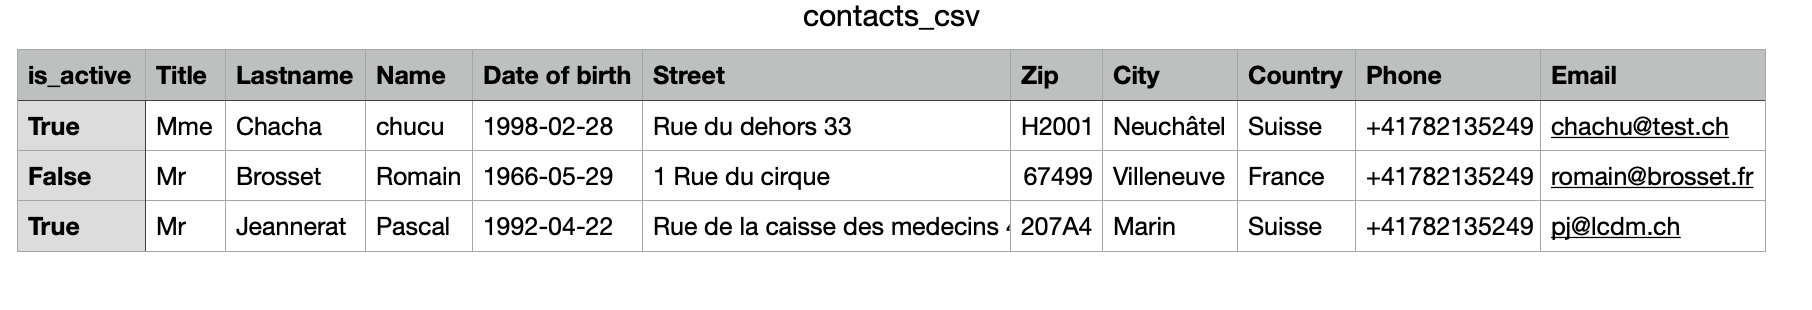 contacts_csv
is_active Title Lastname Name Date of birth Street Zip City Country Phone Email
True Mme Chacha chucu 1998-02-28 Rue du dehors 33 H2001 Neuchâtel Suisse +41782135249 chachu@test.ch
False Mr Brosset Romain 1966-05-29 1 Rue du cirque 67499 Villeneuve France +41782135249 romain@brosset.fr
True Mr Jeannerat Pascal 1992-04-22 Rue de la caisse des medecins 207A4 Marin Suisse +41782135249 pj@lcdm.ch